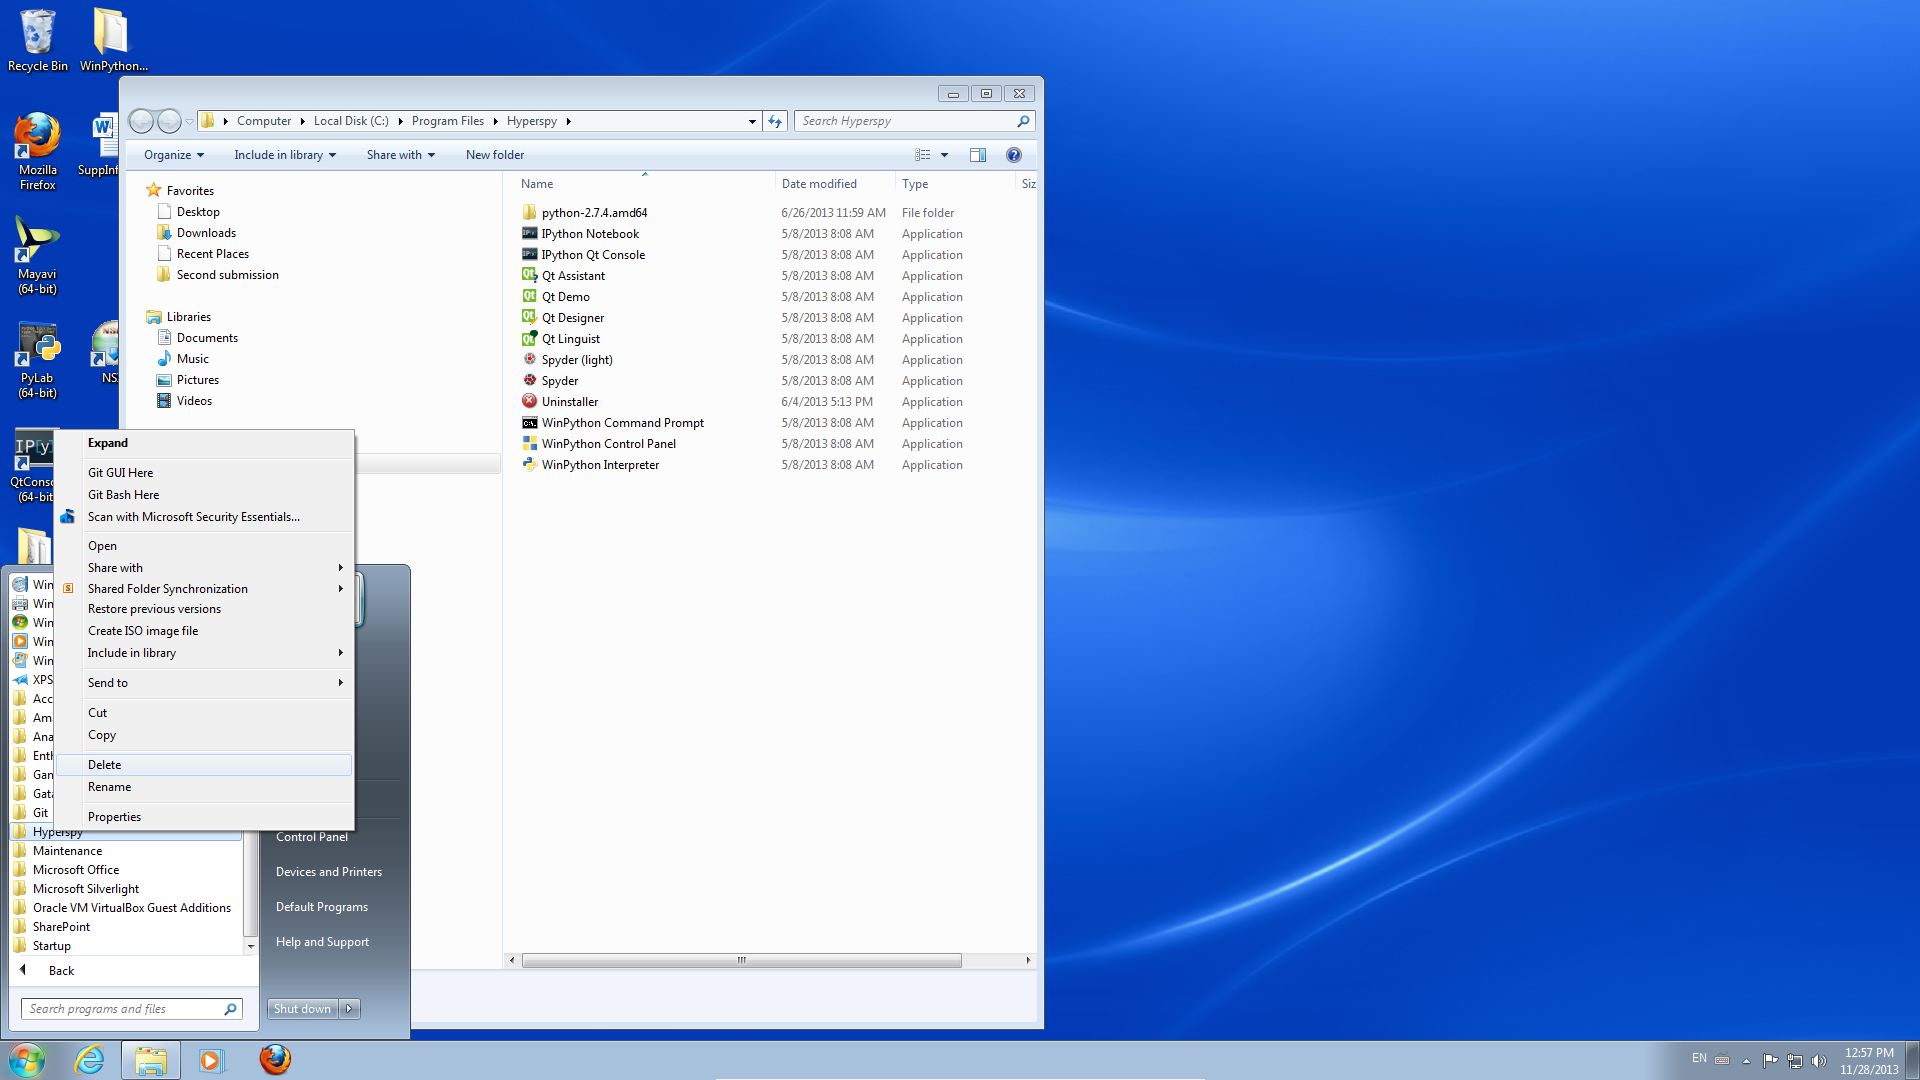 Recycle Bin
WinPython...
Mozilla
Firefox
SuppInf
Mayavi
(64-bit)
PyLab
(64-bit)
NSI
IP[y]
QtConso
(64-bit
Computer
Local Disk (C:)
Program Files
Hyperspy
Search Hyperspy
Organize
Include in library
Share with
New folder
Favorites
Desktop
Downloads
Recent Places
Second submission
Libraries
Documents
Music
Pictures
Videos
Name Date modified Type Siz
python-2.7.4.amd64 6/26/2013 11:59 AM File folder
IPython Notebook 5/8/2013 8:08 AM Application
IPython Qt Console 5/8/2013 8:08 AM Application
Qt Assistant 5/8/2013 8:08 AM Application
Qt Demo 5/8/2013 8:08 AM Application
Qt Designer 5/8/2013 8:08 AM Application
Qt Linguist 5/8/2013 8:08 AM Application
Spyder (light) 5/8/2013 8:08 AM Application
Spyder 5/8/2013 8:08 AM Application
Uninstaller 6/4/2013 5:13 PM Application
WinPython Command Prompt 5/8/2013 8:08 AM Application
WinPython Control Panel 5/8/2013 8:08 AM Application
WinPython Interpreter 5/8/2013 8:08 AM Application
Expand
Git GUI Here
Git Bash Here
Scan with Microsoft Security Essentials...
Open
Share with
Shared Folder Synchronization
Restore previous versions
Create ISO image file
Include in library
Send to
Cut
Copy
Delete
Rename
Properties
Win
Win
Win
Win
Win
XPS
Acc
Am
Ana
Enth
Gan
Gata
Git
Hyperspy
Maintenance
Microsoft Office
Microsoft Silverlight
Oracle VM VirtualBox Guest Additions
SharePoint
Startup
Back
Search programs and files
Control Panel
Devices and Printers
Default Programs
Help and Support
Shut down
EN
12:57 PM
11/28/2013